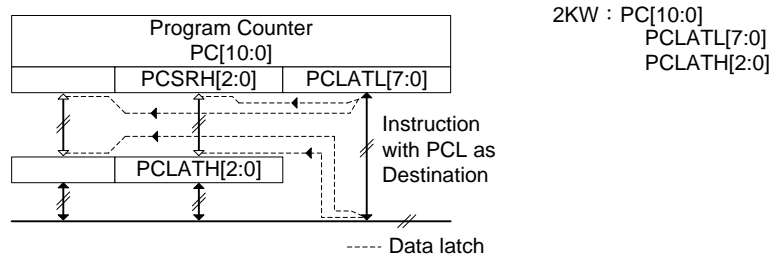 Program Counter
PC[10:0]
PCSRH[2:0]
PCLATL[7:0]
Instruction
with PCL as
Destination
PCLATH[2:0]
Data latch
2KW：PC[10:0]
PCLATL[7:0]
PCLATH[2:0]